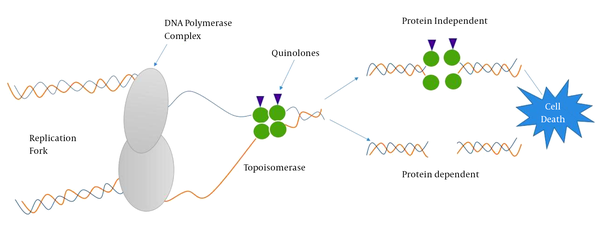 DNA Polymerase
Complex
Quinolones
Replication
Fork
Topoisomerase
Protein Independent
Cell
Death
Protein dependent